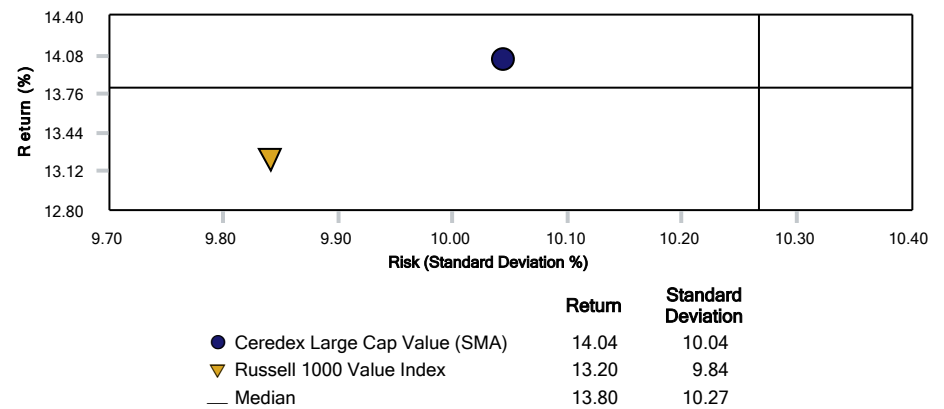 14.40
14.08
13.76
13.44
13.12
12.80
Return (%)
9.70 9.80 9.90 10.00 10.10 10.20 10.30 10.40
Risk (Standard Deviation %)
Return Standard Deviation
Ceredex Large Cap Value (SMA) 14.04 10.04
Russell 1000 Value Index 13.20 9.84
Median 13.80 10.27